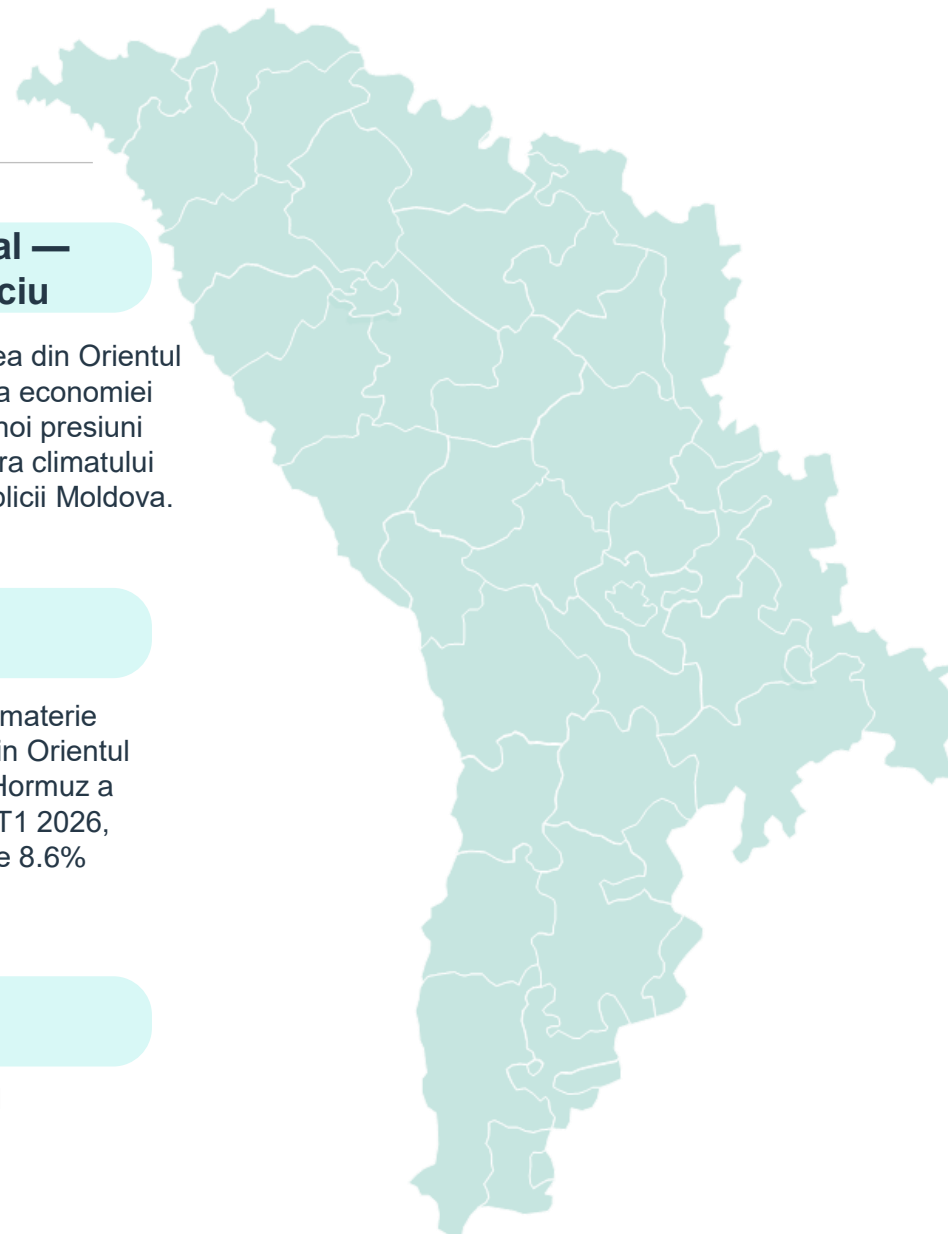 al —
ciu
ea din Orientul
a economiei
noi presiuni
ra climatului
olicii Moldova.
materie
in Orientul
Hormuz a
T1 2026,
e 8.6%